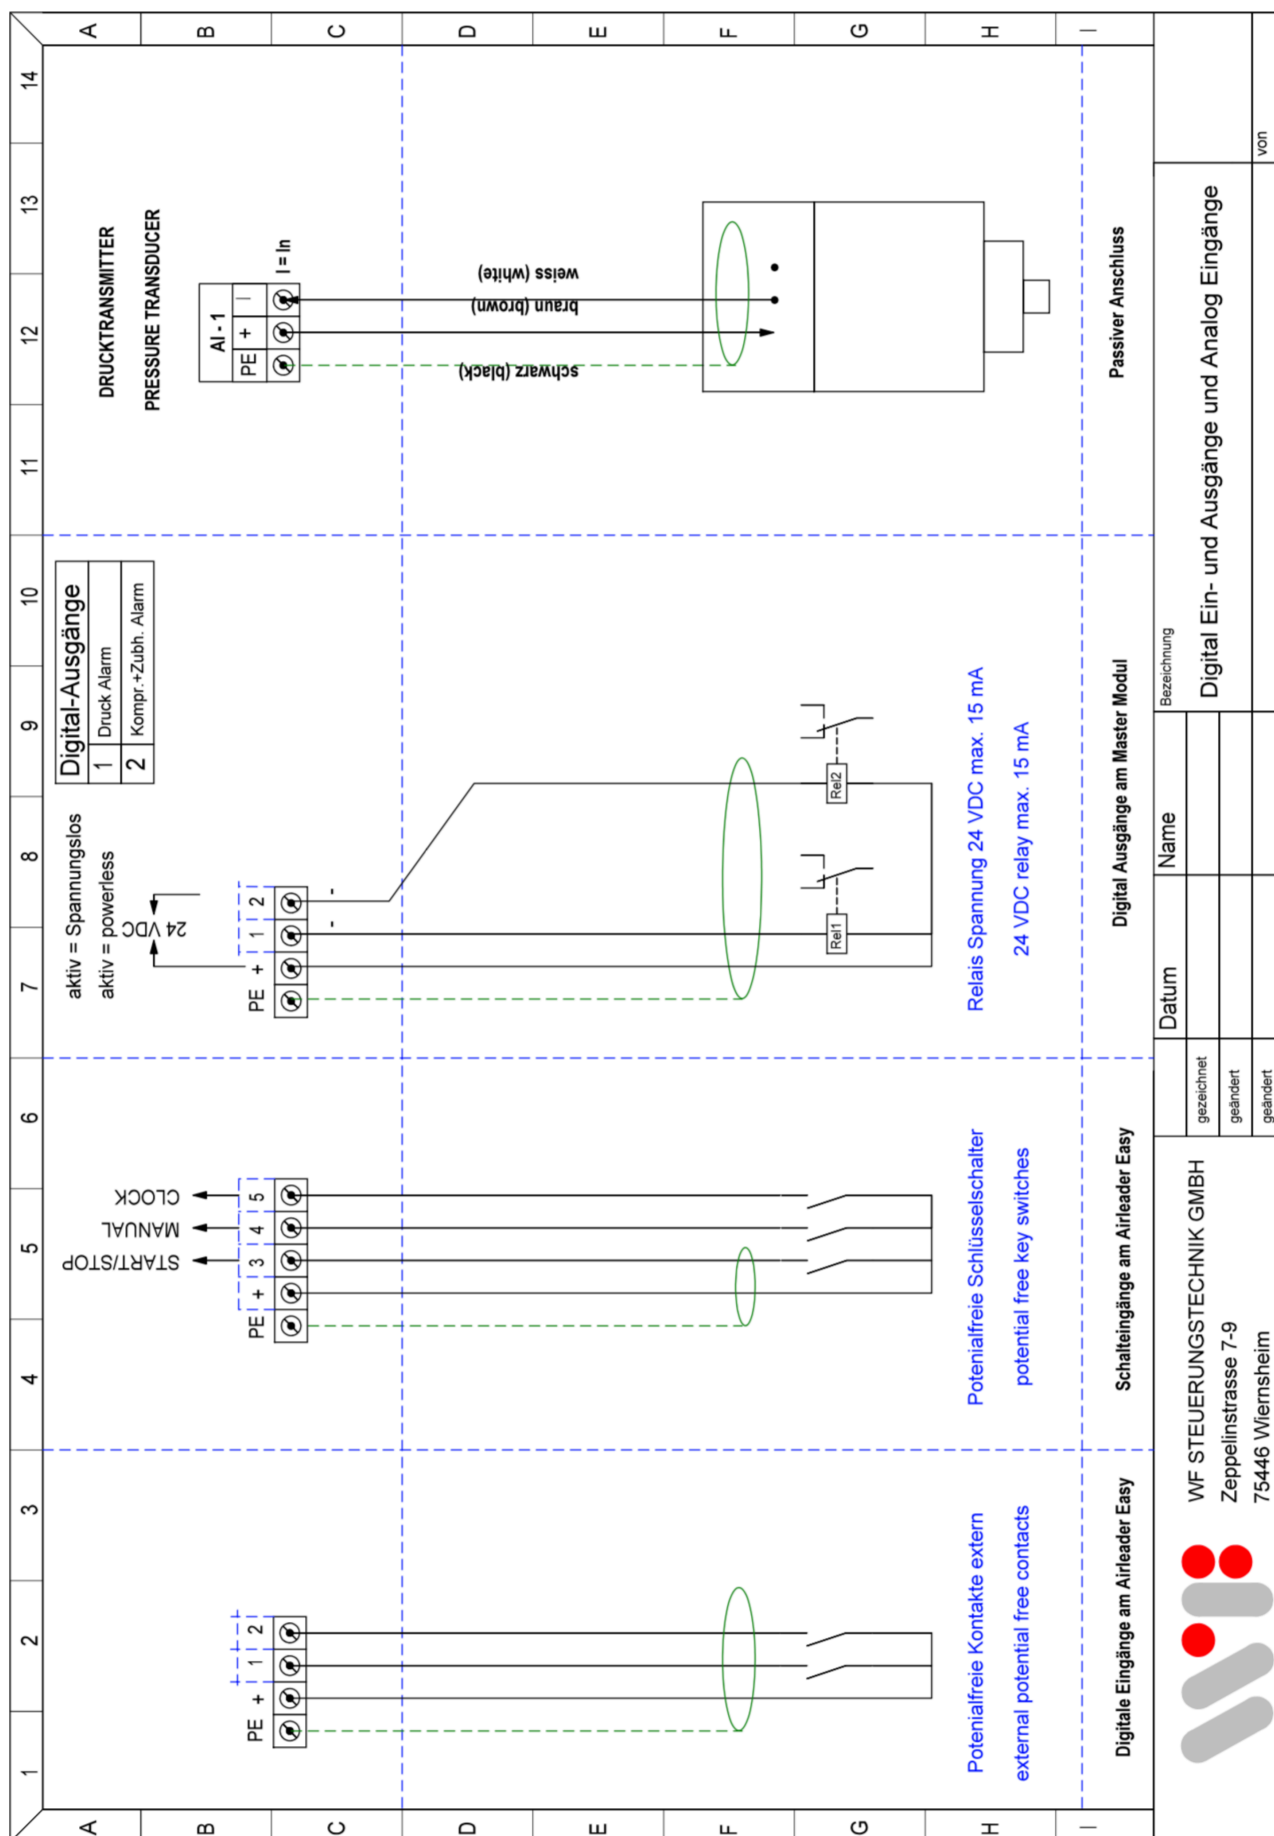 1 2 3 4 5 6 7 8 9 10 11 12 13 14
A
B
C
D
E
F
G
H
I
A
B
C
D
E
F
G
H
I
PE + 1 2
Potenialfreie Kontakte extern
external potential free contacts
Digitale Eingänge am Airleader Easy
START/STOP
MANUAL
CLOCK
PE + 3 4 5
Potenialfreie Schlüsselschalter
potential free key switches
Schalteingänge am Airleader Easy
aktiv = Spannungslos
aktiv = powerless
24 VDC
Digital-Ausgänge
1 Druck Alarm
2 Kompr.+Zubh. Alarm
PE + 1 2
- -
Rel1 Rel2
Relais Spannung 24 VDC max. 15 mA
24 VDC relay max. 15 mA
Digital Ausgänge am Master Modul
DRUCKTRANSMITTER
PRESSURE TRANSDUCER
AI - 1
PE + I
I = In
schwarz (black)
braun (brown)
weiss (white)
Passiver Anschluss
WF STEUERUNGSTECHNIK GMBH
Zeppelinstrasse 7-9
75446 Wiernsheim
Datum Name
gezeichnet
geändert
geändert
Bezeichnung
Digital Ein- und Ausgänge und Analog Eingänge
von